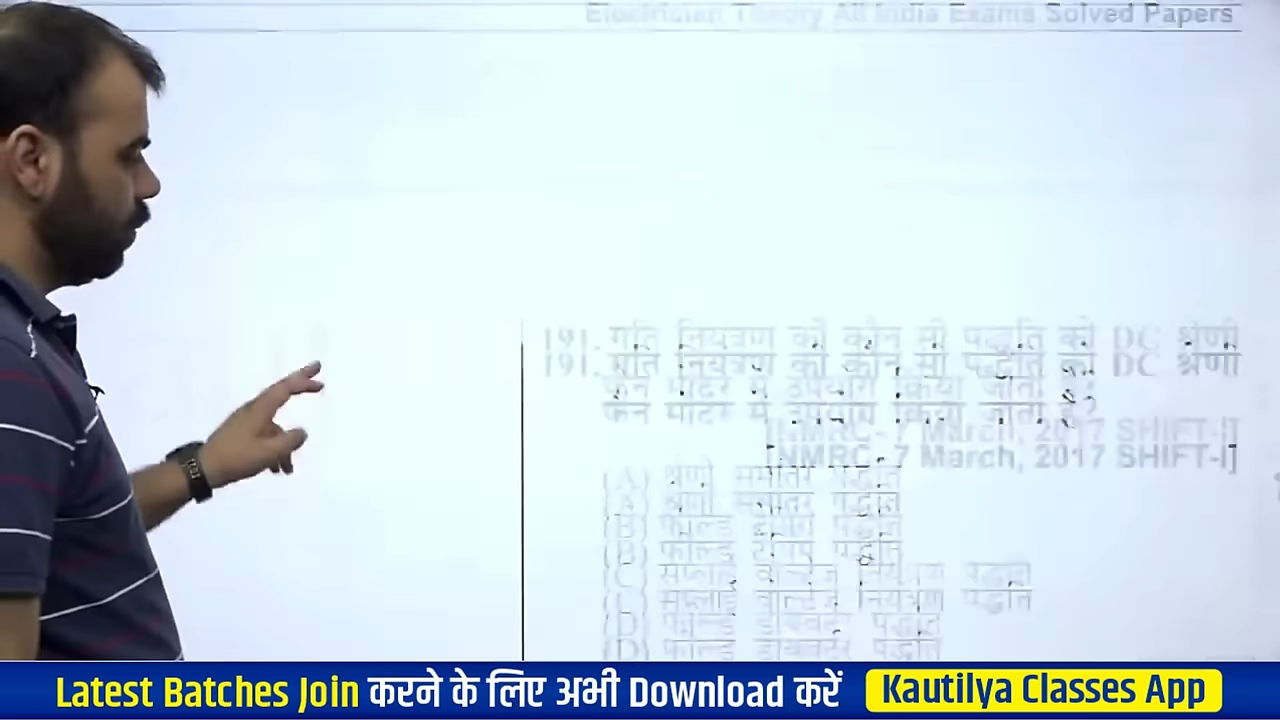 Electrician Theory All India Exams Solved Papers
191. गति नियंत्रण की कौन सी पद्धति को DC श्रेणी
फैन मोटर में उपयोग किया जाता है?
[NMRC- 7 March, 2017 SHIFT-I]
(A) श्रेणी समांतर पद्धति
(B) फील्ड टेपिंग पद्धति
(C) सप्लाई वोल्टेज नियंत्रण पद्धति
(D) फील्ड डायवर्टर पद्धति
Latest Batches Join करने के लिए अभी Download करें Kautilya Classes App